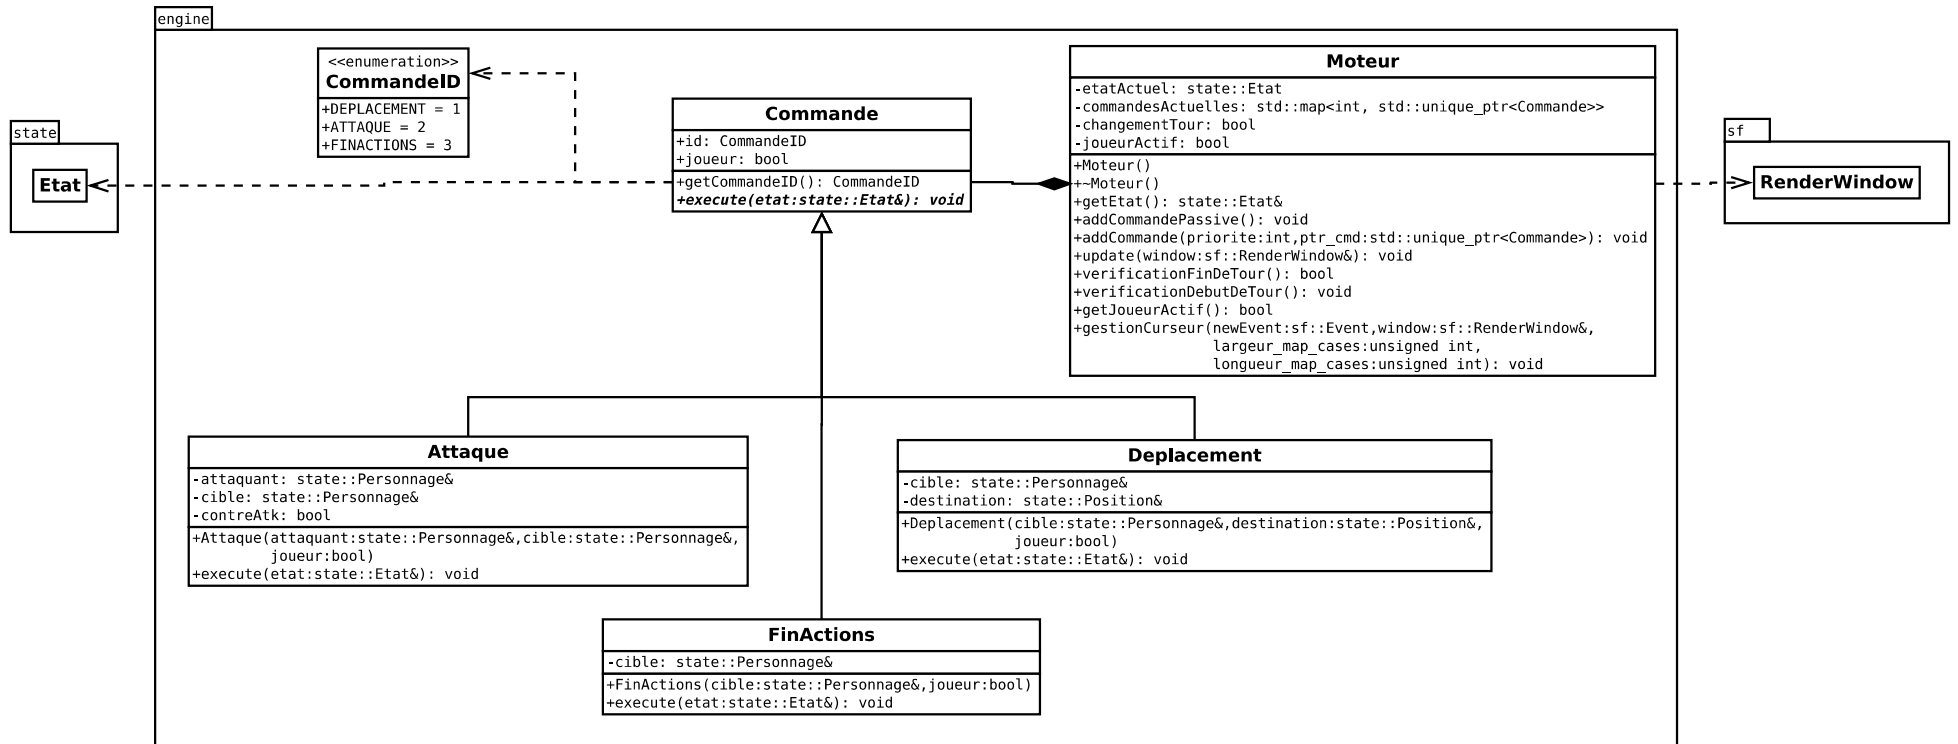 engine
<<enumeration>>
CommandeID
+DEPLACEMENT = 1
+ATTAQUE = 2
+FINACTIONS = 3
state
Etat
Commande
+id: CommandeID
+joueur: bool
+getCommandeID(): CommandeID
+execute(etat:state::Etat&): void
Moteur
-etatActuel: state::Etat
-commandesActuelles: std::map<int, std::unique_ptr<Commande>>
-changementTour: bool
-joueurActif: bool
+Moteur()
+~Moteur()
+getEtat(): state::Etat&
+addCommandePassive(): void
+addCommande(priorite:int,ptr_cmd:std::unique_ptr<Commande>): void
+update(window:sf::RenderWindow&): void
+verificationFinDeTour(): bool
+verificationDebutDeTour(): void
+getJoueurActif(): bool
+gestionCurseur(newEvent:sf::Event,window:sf::RenderWindow&,
largeur_map_cases:unsigned int,
longueur_map_cases:unsigned int): void
sf
RenderWindow
Attaque
-attaquant: state::Personnage&
-cible: state::Personnage&
-contreAtk: bool
+Attaque(attaquant:state::Personnage&,cible:state::Personnage&,
joueur:bool)
+execute(etat:state::Etat&): void
Deplacement
-cible: state::Personnage&
-destination: state::Position&
+Deplacement(cible:state::Personnage&,destination:state::Position&,
joueur:bool)
+execute(etat:state::Etat&): void
FinActions
-cible: state::Personnage&
+FinActions(cible:state::Personnage&,joueur:bool)
+execute(etat:state::Etat&): void